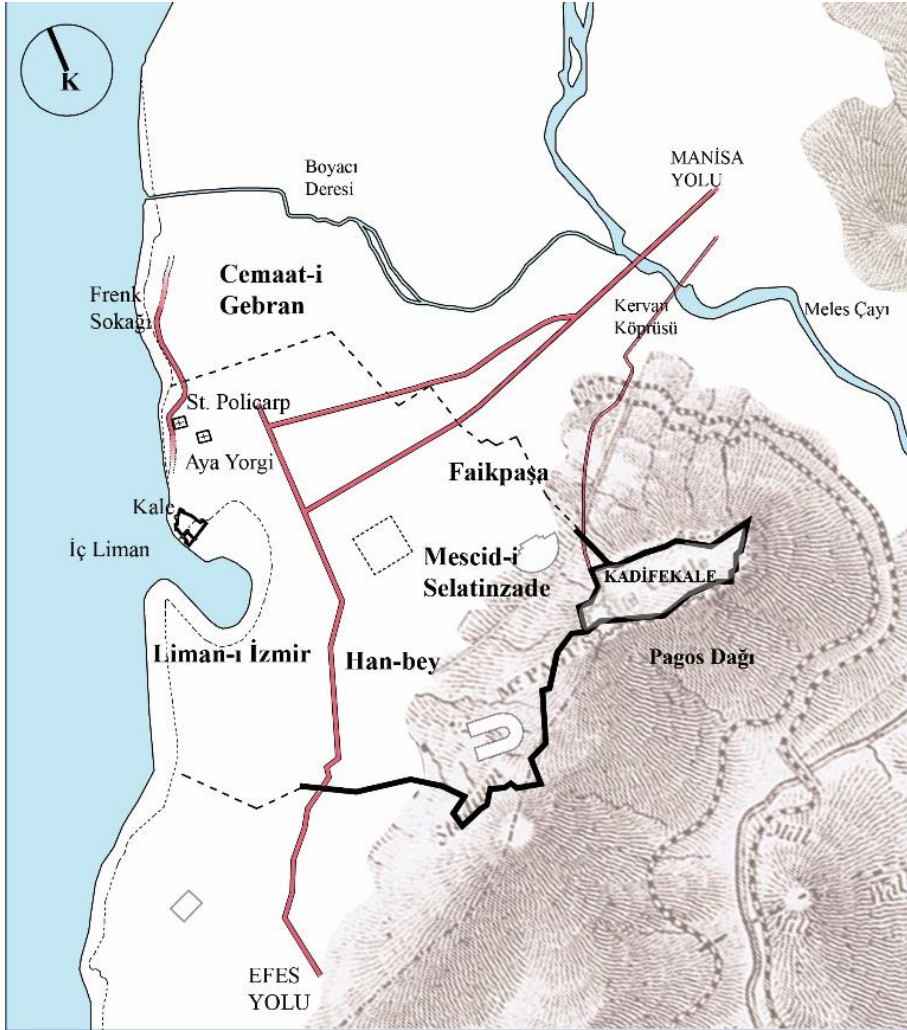 K
MANİSA
YOLU
Boyacı
Deresi
Cemaat-i
Gebran
Frenk
Sokağı
Kervan
Köprüsü
Meles Çayı
St. Policarp
Aya Yorgi
Faikpaşa
Kale
İç Liman
Mescid-i
Selatinzade
KADİFEKALE
Liman-ı İzmir
Han-bey
Pagos Dağı
EFES
YOLU